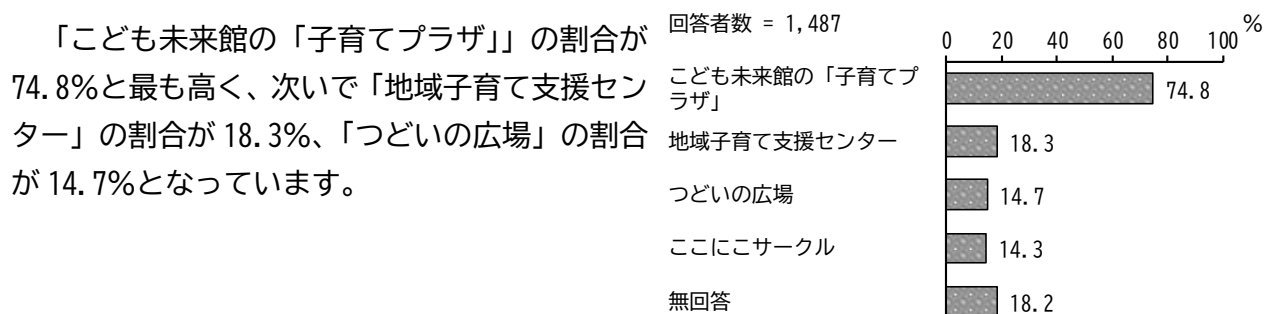 「こども未来館の「子育てプラザ」」の割合が
74.8%と最も高く、次いで「地域子育て支援セン
ター」の割合が 18.3%、「つどいの広場」の割合
が 14.7%となっています。
回答者数 = 1,487
%
0 20 40 60 80 100
こども未来館の「子育てプ
ラザ」
74.8
地域子育て支援センター 18.3
つどいの広場 14.7
ここにこサークル 14.3
無回答 18.2